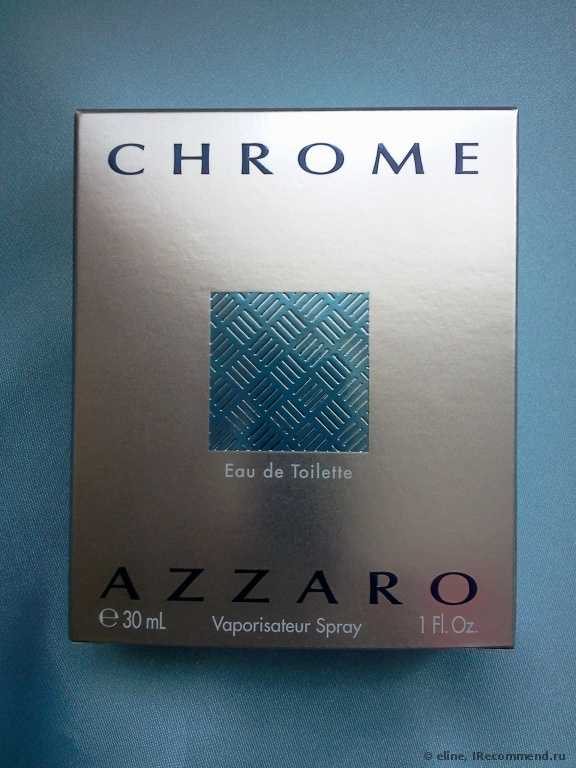 CHROME
Eau de Toilette
AZZARO
℮ 30 mL Vaporisateur Spray 1 Fl. Oz.
© eline, IRecommend.ru